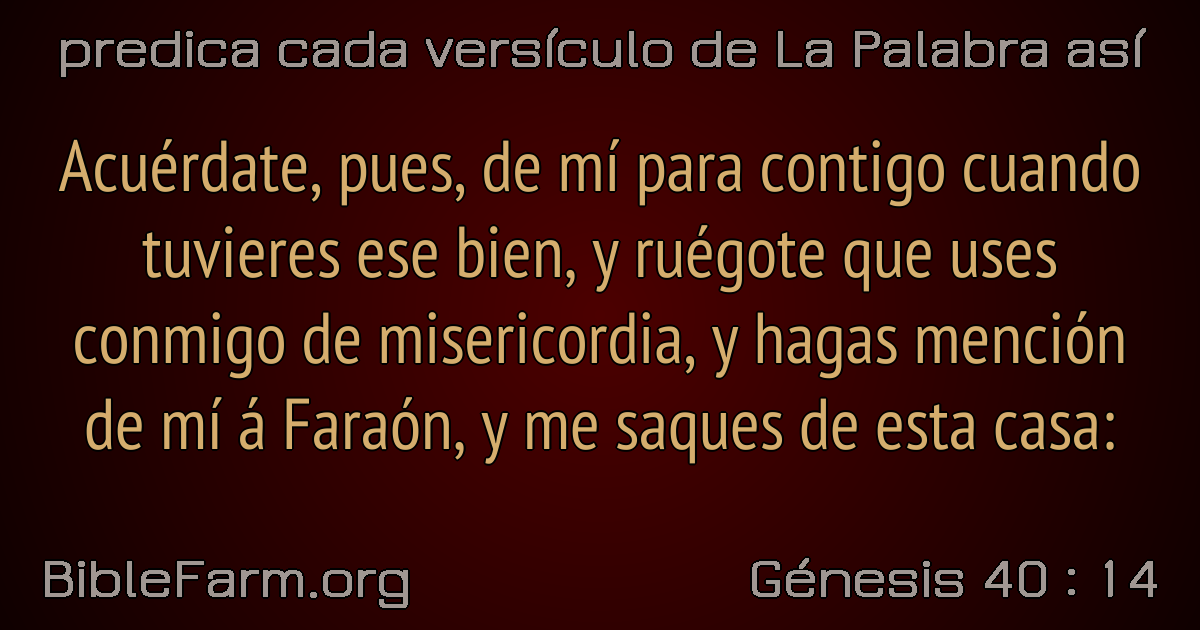 predica cada versículo de La Palabra así
Acuérdate, pues, de mí para contigo cuando
tuvieres ese bien, y ruégote que uses
conmigo de misericordia, y hagas mención
de mí á Faraón, y me saques de esta casa:
BibleFarm.org
Génesis 40 : 14